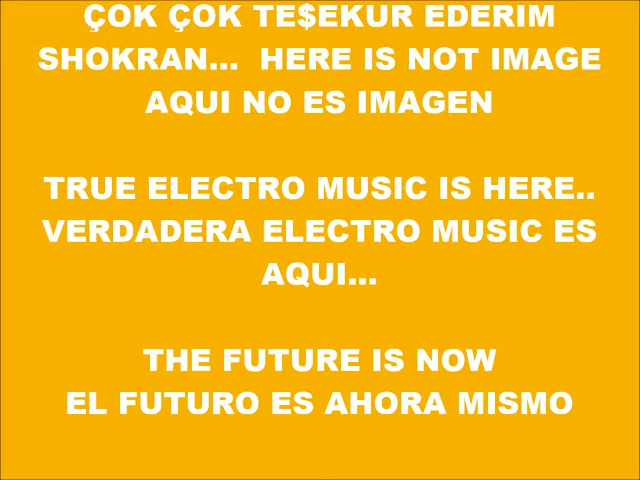 ÇOK ÇOK TE$EKUR EDERIM
SHOKRAN... HERE IS NOT IMAGE
AQUI NO ES IMAGEN
TRUE ELECTRO MUSIC IS HERE..
VERDADERA ELECTRO MUSIC ES
AQUI...
THE FUTURE IS NOW
EL FUTURO ES AHORA MISMO